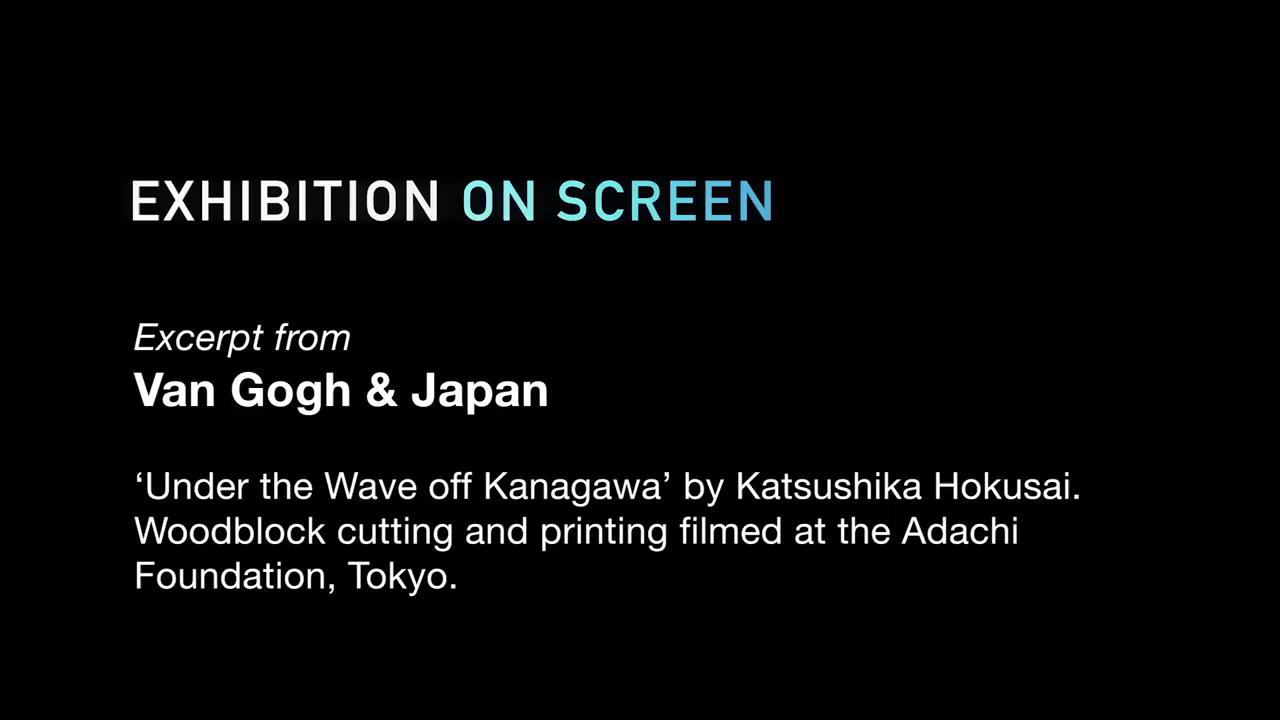 EXHIBITION ON SCREEN
Excerpt from
Van Gogh & Japan
‘Under the Wave off Kanagawa’ by Katsushika Hokusai.
Woodblock cutting and printing filmed at the Adachi
Foundation, Tokyo.